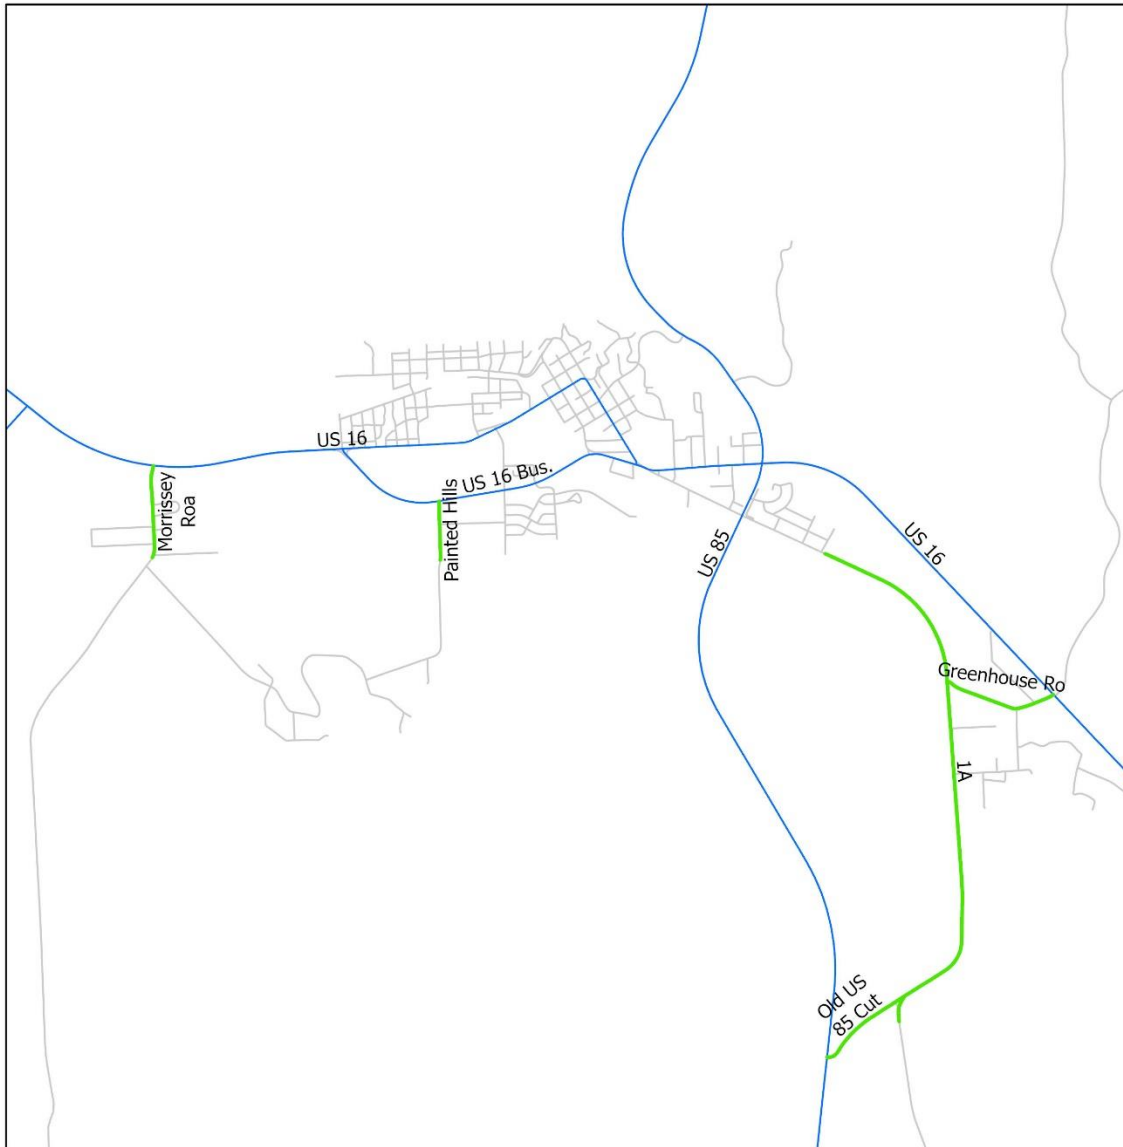 US 16
US 16 Bus.
Morrissey
Roa
Painted Hills
US 85
US 16
Greenhouse Ro
1A
Old US
85 Cut